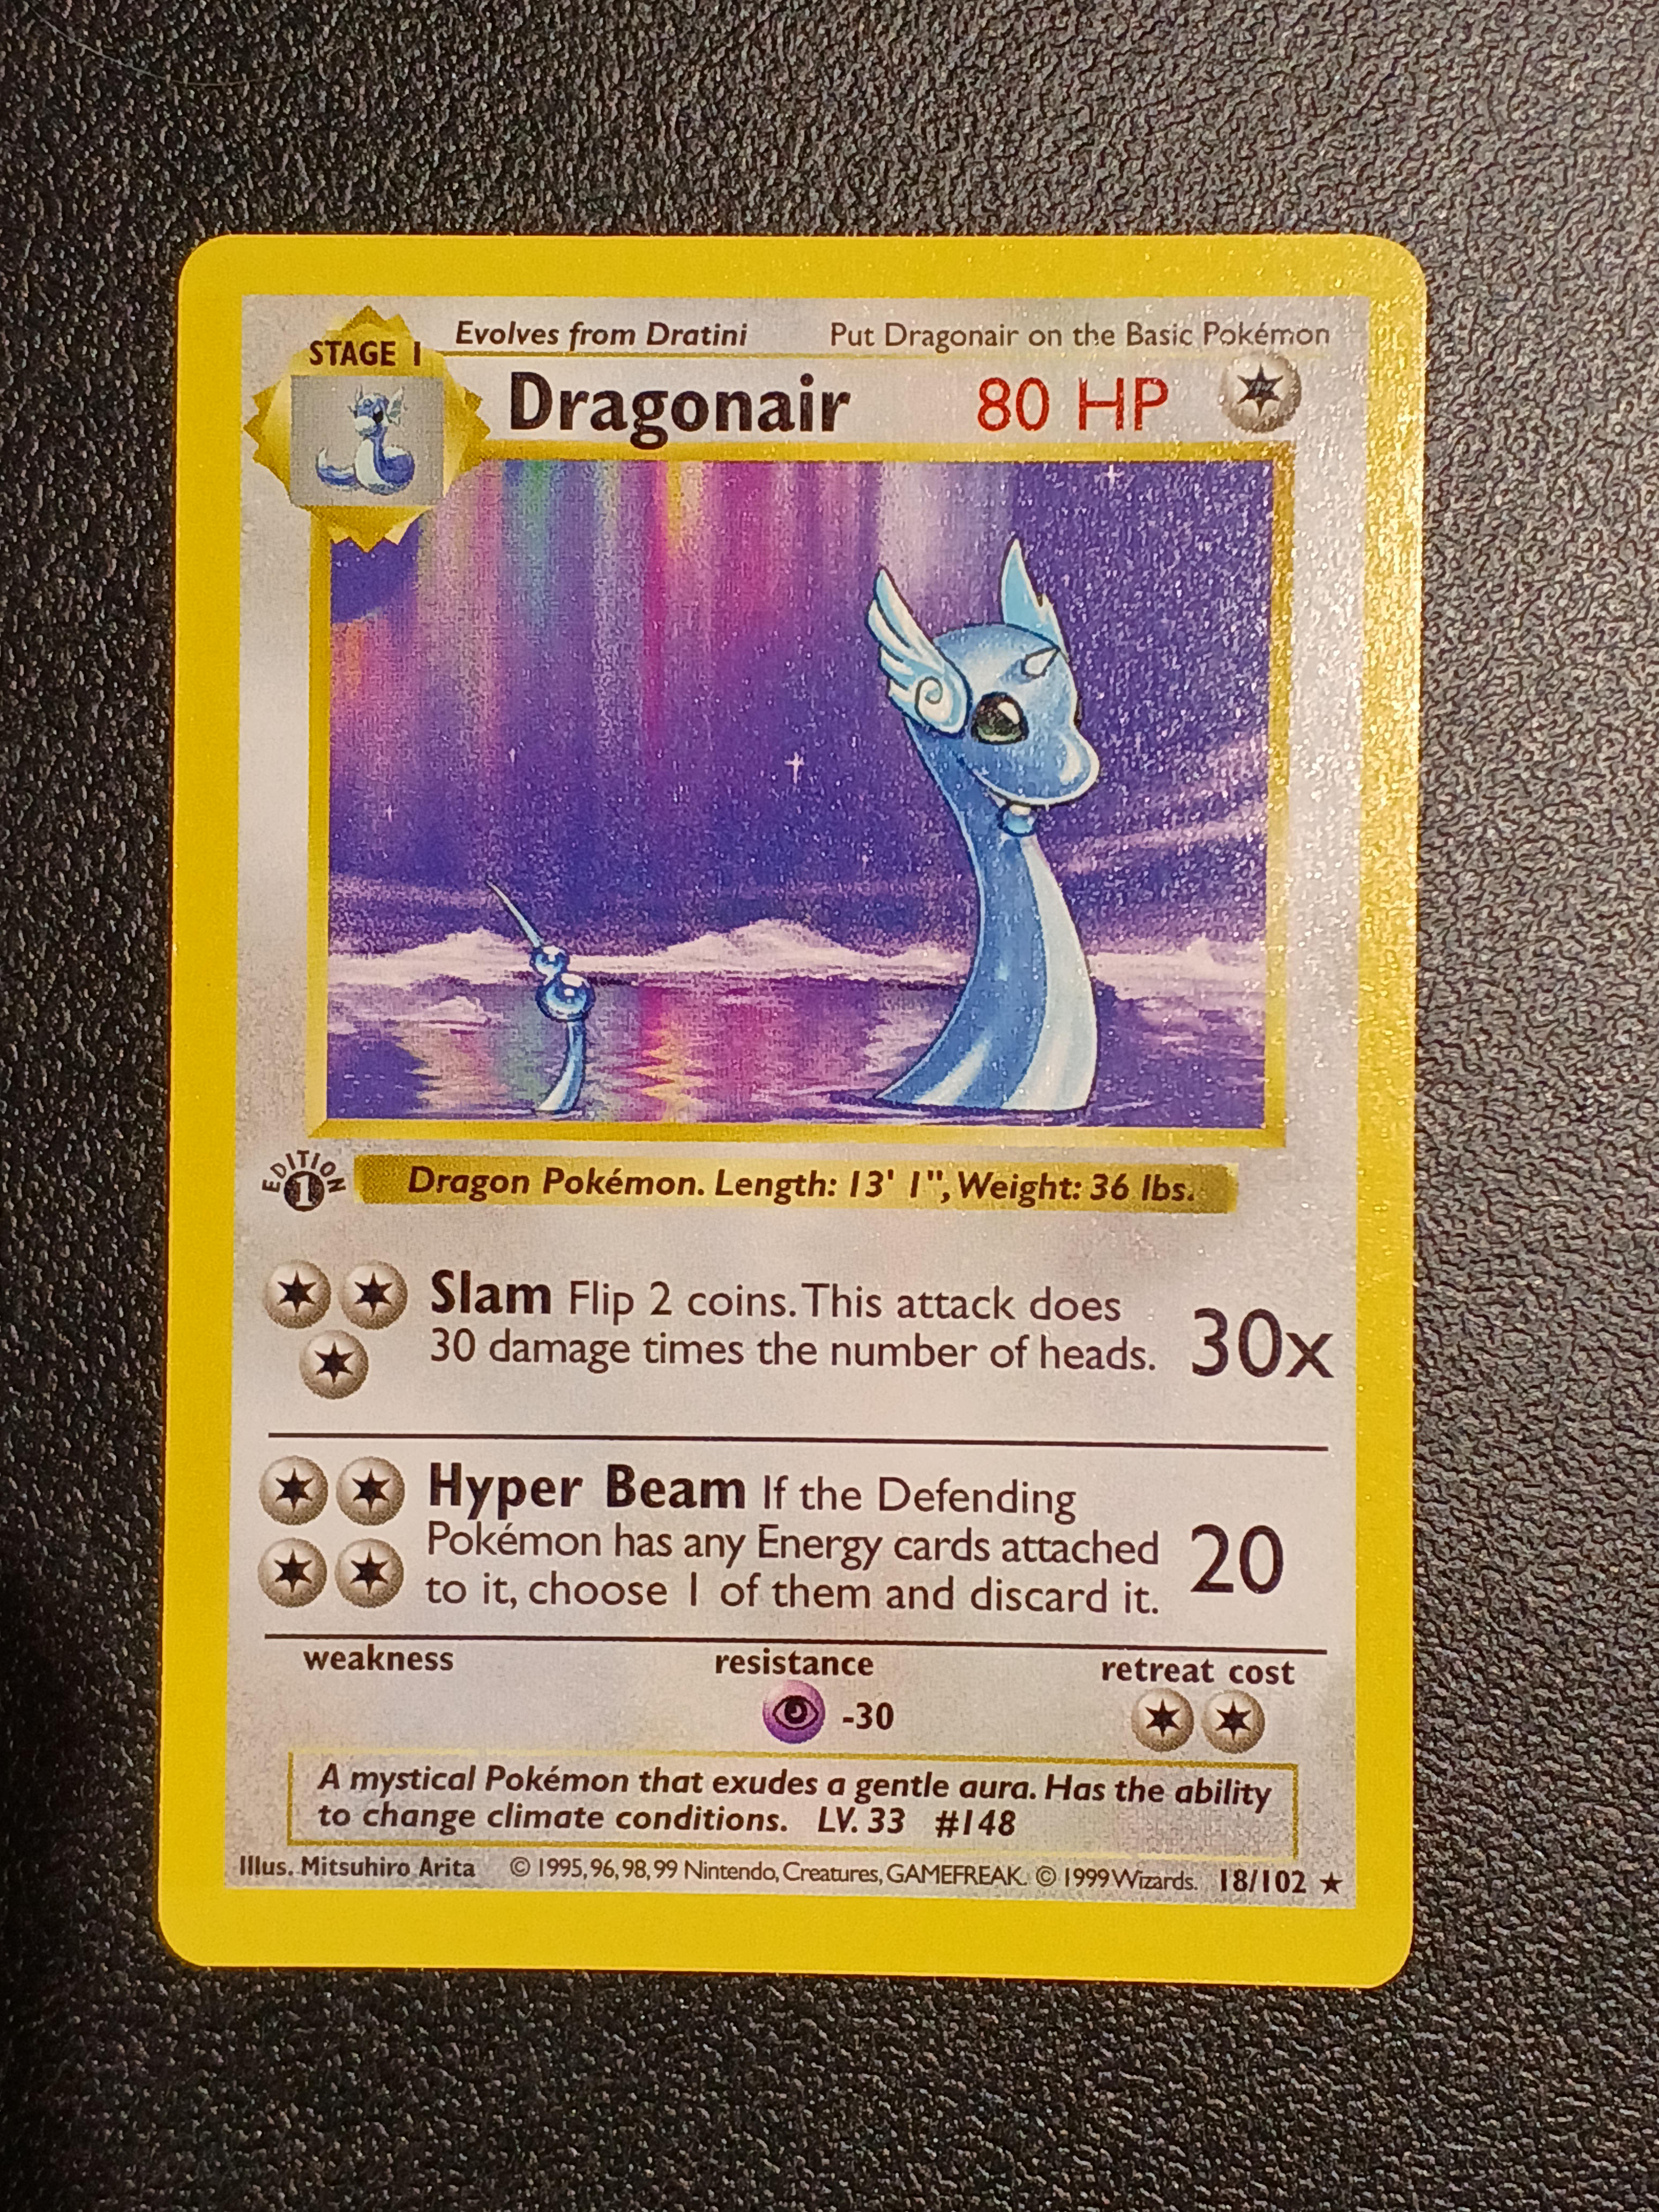 Evolves from Dratini Put Dragonair on the Basic Pokémon
STAGE 1
Dragonair 80 HP
EDITION 1
Dragon Pokémon. Length: 13' 1", Weight: 36 lbs.
Slam Flip 2 coins. This attack does
30 damage times the number of heads. 30x
Hyper Beam If the Defending
Pokémon has any Energy cards attached
to it, choose 1 of them and discard it. 20
weakness resistance retreat cost
-30
A mystical Pokémon that exudes a gentle aura. Has the ability
to change climate conditions. LV. 33 #148
Illus. Mitsuhiro Arita © 1995, 96, 98, 99 Nintendo, Creatures, GAMEFREAK. © 1999 Wizards. 18/102 ★